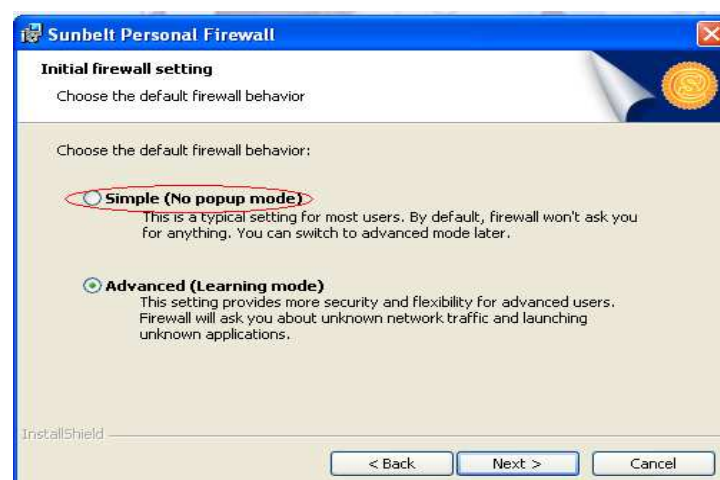 Sunbelt Personal Firewall
Initial firewall setting
Choose the default firewall behavior
Choose the default firewall behavior:
Simple (No popup mode)
This is a typical setting for most users. By default, firewall won't ask you
for anything. You can switch to advanced mode later.
Advanced (Learning mode)
This setting provides more security and flexibility for advanced users.
Firewall will ask you about unknown network traffic and launching
unknown applications.
InstallShield
< Back
Next >
Cancel